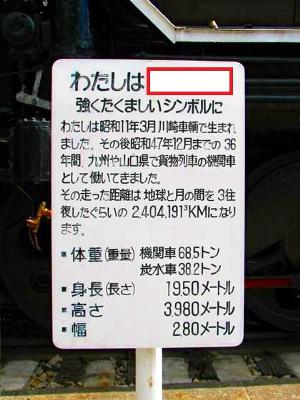 わたしは
強くたくましいシンボルに
わたしは昭和11年3月川崎車輌で生まれ
ました。その後昭和47年12月までの36
年間、九州や山口県で貨物列車の機関車
として働いてきました。
その走った距離は地球と月の間を3往
復したぐらいの2,404,191³KMになり
ます。
▪体重(重量) 機関車68.5トン
炭水車38.2トン
▪身長(長さ) 19.50メートル
▪高さ 3,980メートル
▪幅 2.80メートル